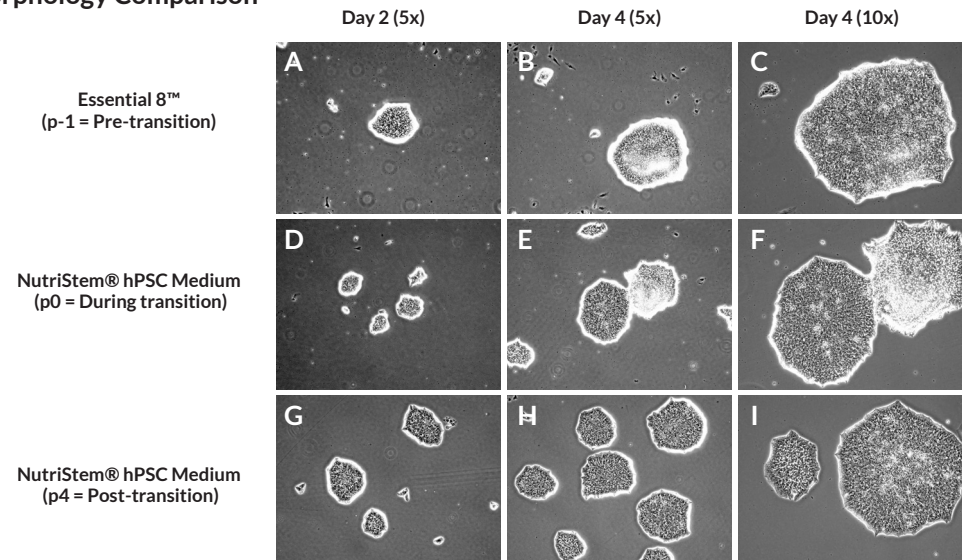 Comparison
Day 2 (5x) Day 4 (5x) Day 4 (10x)
Essential 8™
(p-1 = Pre-transition)
A B C
NutriStem® hPSC Medium
(p0 = During transition)
D E F
NutriStem® hPSC Medium
(p4 = Post-transition)
G H I